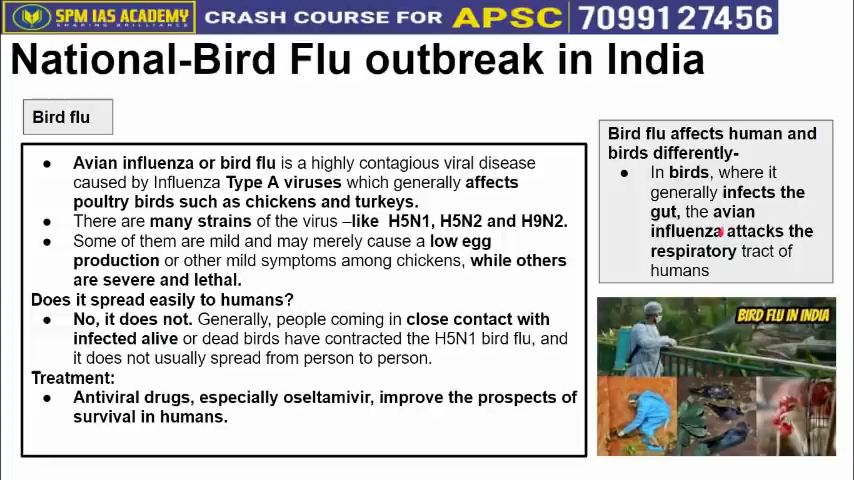 SPM IAS ACADEMY
SHARING BRILLIANCE
CRASH COURSE FOR APSC 7099127456
National-Bird Flu outbreak in India
Bird flu
● Avian influenza or bird flu is a highly contagious viral disease
caused by Influenza Type A viruses which generally affects
poultry birds such as chickens and turkeys.
● There are many strains of the virus –like H5N1, H5N2 and H9N2.
● Some of them are mild and may merely cause a low egg
production or other mild symptoms among chickens, while others
are severe and lethal.
Does it spread easily to humans?
● No, it does not. Generally, people coming in close contact with
infected alive or dead birds have contracted the H5N1 bird flu, and
it does not usually spread from person to person.
Treatment:
● Antiviral drugs, especially oseltamivir, improve the prospects of
survival in humans.
Bird flu affects human and
birds differently-
● In birds, where it
generally infects the
gut, the avian
influenza attacks the
respiratory tract of
humans
BIRD FLU IN INDIA